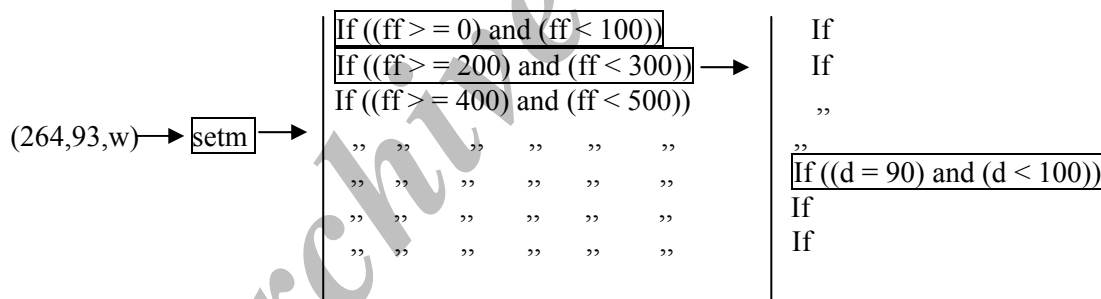 If ((ff > = 0) and (ff < 100))
If ((ff > = 200) and (ff < 300))
If ((ff > = 400) and (ff < 500))
,, ,, ,, ,, ,, ,,
,, ,, ,, ,, ,, ,,
,, ,, ,, ,, ,, ,,
,, ,, ,, ,, ,, ,,
(264,93,w)
setm
If
If
,,
,,
If ((d = 90) and (d < 100))
If
If
rchive